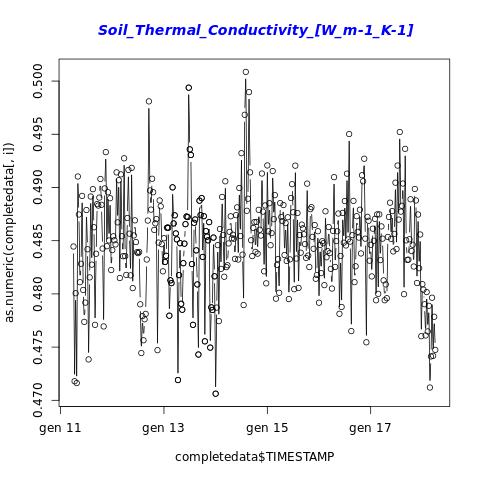 Soil_Thermal_Conductivity_[W_m-1_K-1]
as.numeric(completedata[, i])
0.500
0.495
0.490
0.485
0.480
0.475
0.470
gen 11 gen 13 gen 15 gen 17
completedata$TIMESTAMP